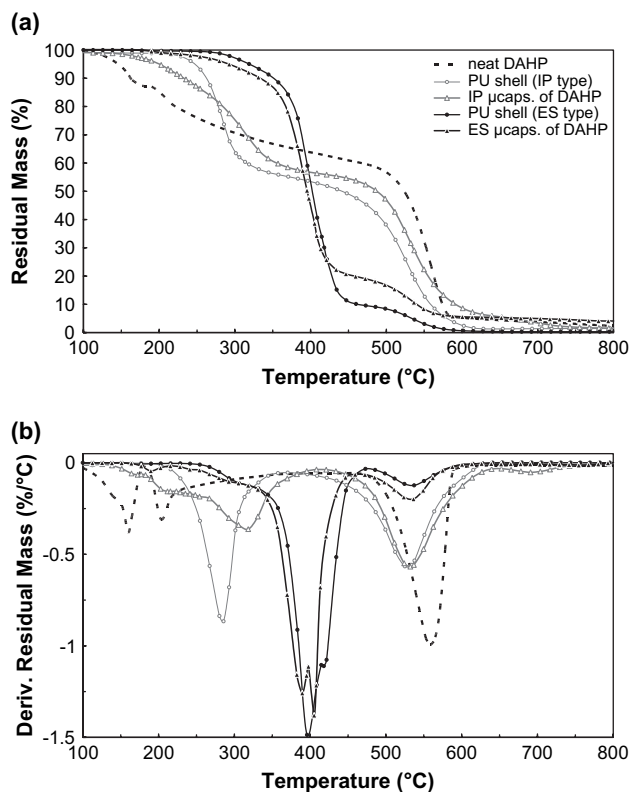 (a)
100
90
80
70
60
50
40
30
20
10
0
Residual Mass (%)
neat DAHP
PU shell (IP type)
IP µcaps. of DAHP
PU shell (ES type)
ES µcaps. of DAHP
100 200 300 400 500 600 700 800
Temperature (°C)
(b)
0
-0.5
-1
-1.5
Deriv. Residual Mass (%/°C)
100 200 300 400 500 600 700 800
Temperature (°C)